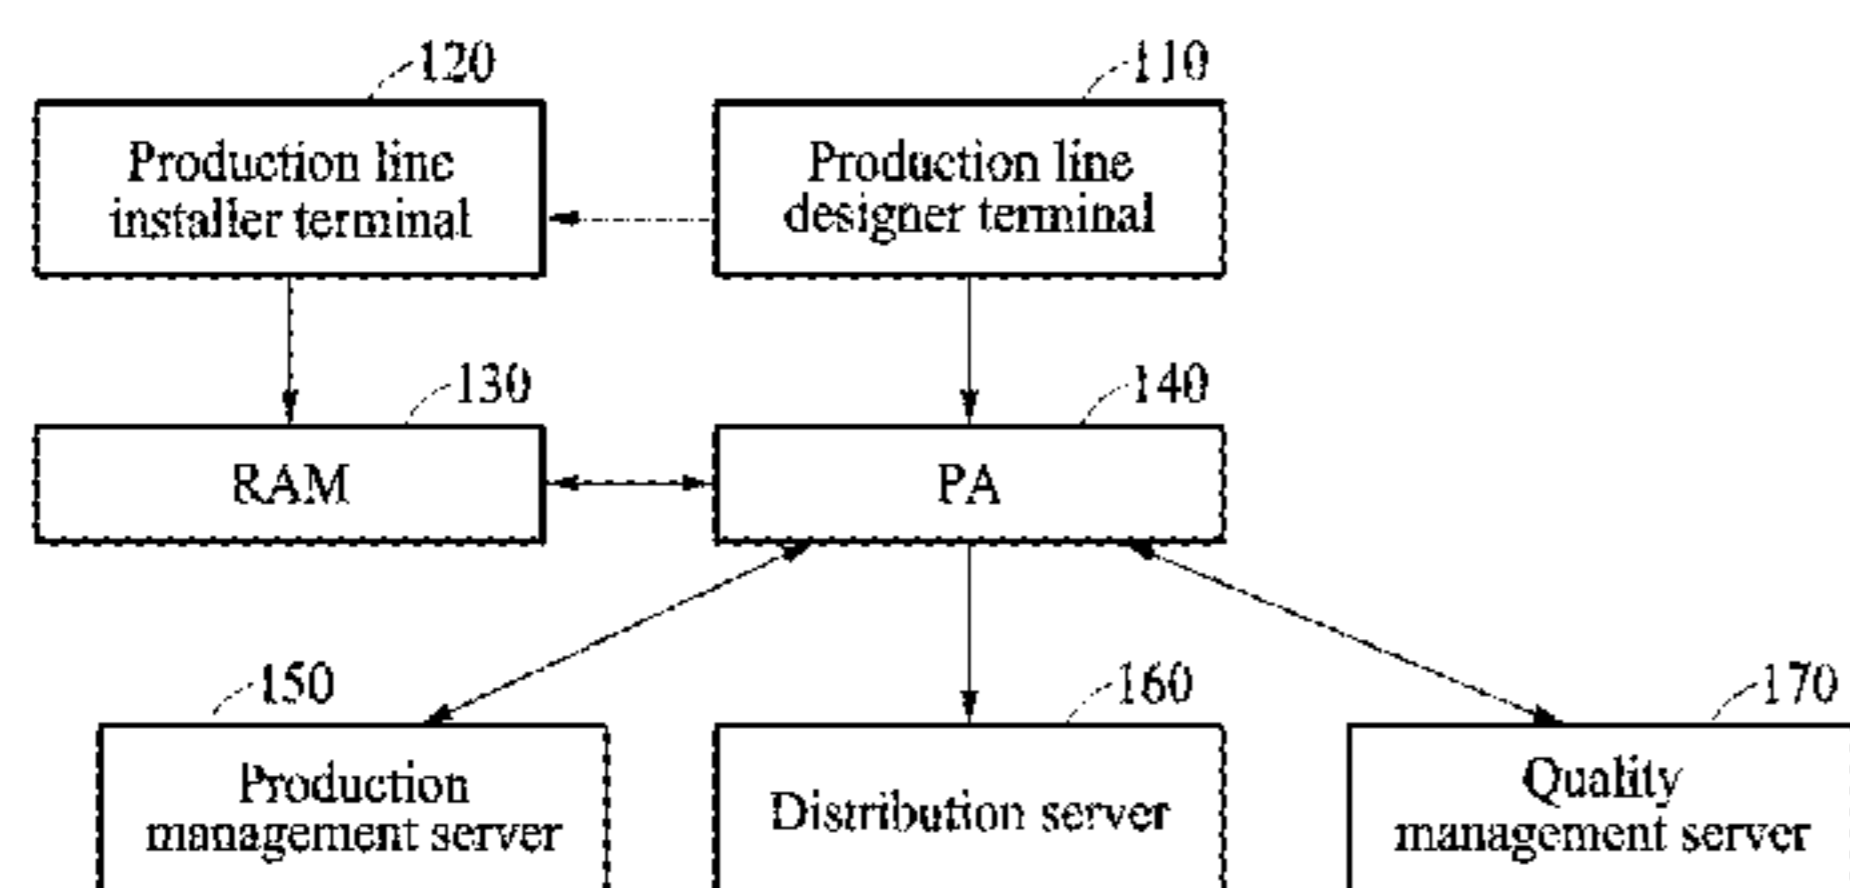 120
110
Production line
installer terminal
Production line
designer terminal
130
140
RAM
PA
150
160
170
Production
management server
Distribution server
Quality
management server